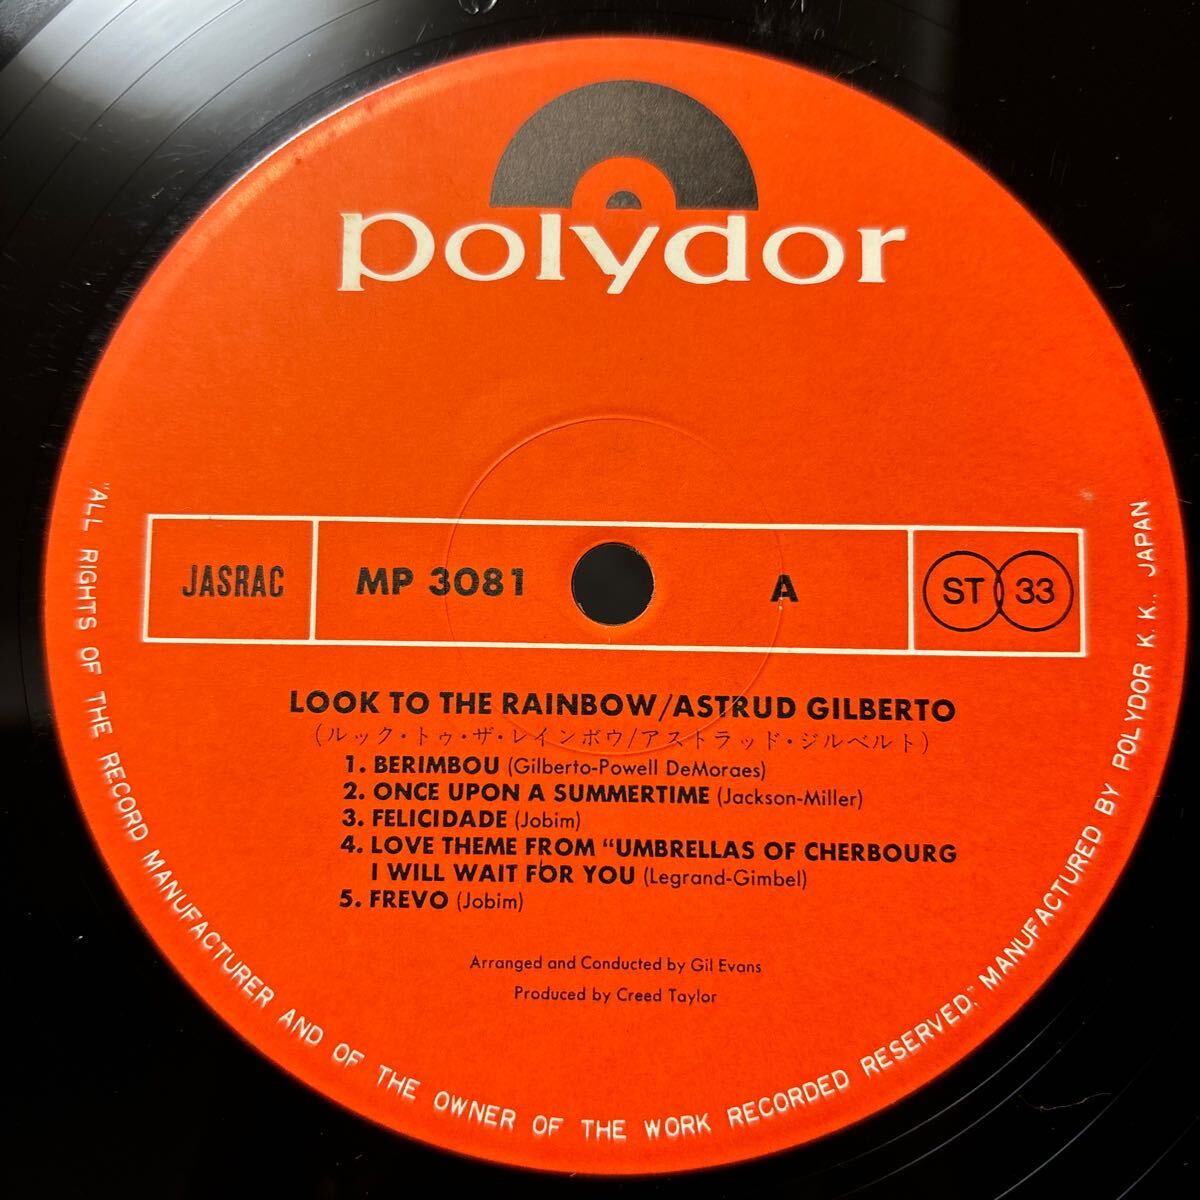 polydor
JASRAC
MP 3081
A
ST 33
LOOK TO THE RAINBOW/ASTRUD GILBERTO
(ルック・トゥ・ザ・レインボウ/アストラッド・ジルベルト)
1. BERIMBOU (Gilberto-Powell DeMoraes)
2. ONCE UPON A SUMMERTIME (Jackson-Miller)
3. FELICIDADE (Jobim)
4. LOVE THEME FROM "UMBRELLAS OF CHERBOURG
I WILL WAIT FOR YOU (Legrand-Gimbel)
5. FREVO (Jobim)
Arranged and Conducted by Gil Evans
Produced by Creed Taylor
"ALL RIGHTS OF THE RECORD MANUFACTURER AND OF THE OWNER OF THE WORK RECORDED RESERVED," MANUFACTURED BY POLYDOR K. K., JAPAN